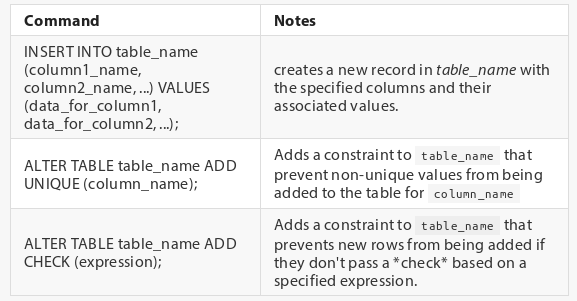 Command
Notes
INSERT INTO table_name
(column1_name,
column2_name, ...) VALUES
(data_for_column1,
data_for_column2, ...);
creates a new record in table_name with
the specified columns and their
associated values.
ALTER TABLE table_name ADD
UNIQUE (column_name);
Adds a constraint to table_name that
prevent non-unique values from being
added to the table for column_name
ALTER TABLE table_name ADD
CHECK (expression);
Adds a constraint to table_name that
prevents new rows from being added if
they don't pass a *check* based on a
specified expression.